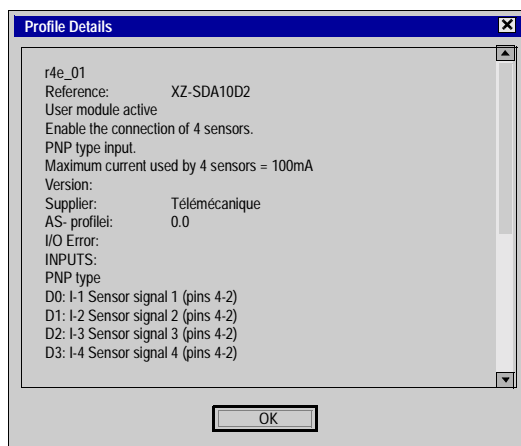 Profile Details
r4e_01
Reference: XZ-SDA10D2
User module active
Enable the connection of 4 sensors.
PNP type input.
Maximum current used by 4 sensors = 100mA
Version:
Supplier: Télémécanique
AS- profilei: 0.0
I/O Error:
INPUTS:
PNP type
D0: I-1 Sensor signal 1 (pins 4-2)
D1: I-2 Sensor signal 2 (pins 4-2)
D2: I-3 Sensor signal 3 (pins 4-2)
D3: I-4 Sensor signal 4 (pins 4-2)
OK